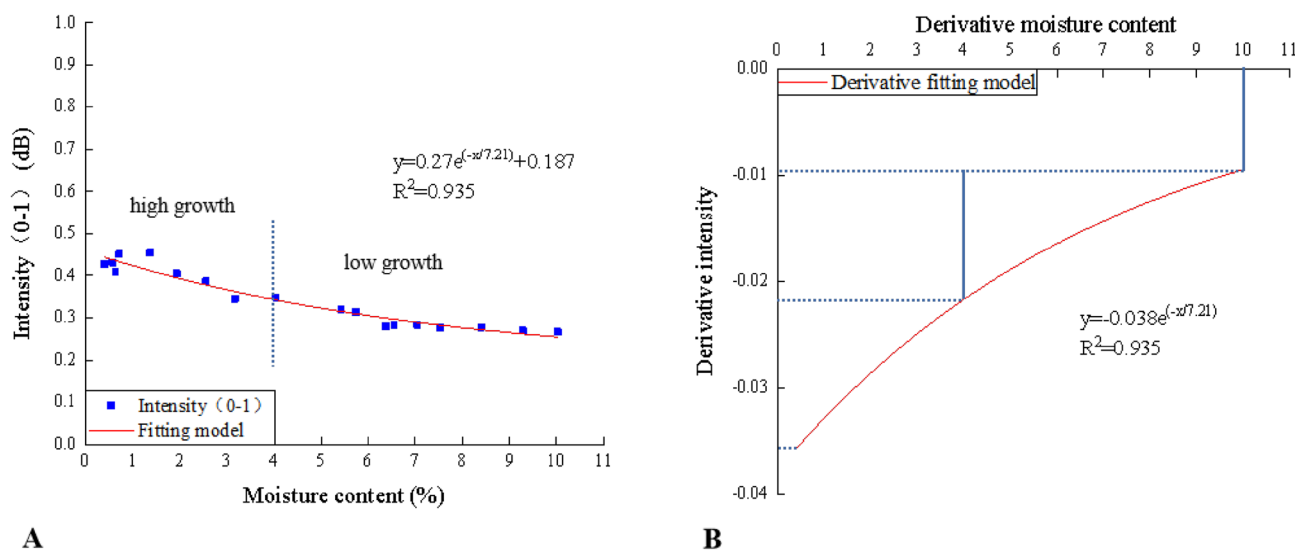 1.0
0.9
0.8
0.7
0.6
0.5
0.4
0.3
0.2
0.1
0.0
Intensity（0-1） (dB)
y=0.27e^(-x/7.21)+0.187
R²=0.935
high growth
low growth
Intensity（0-1）
Fitting model
0 1 2 3 4 5 6 7 8 9 10 11
Moisture content (%)
A
Derivative moisture content
0 1 2 3 4 5 6 7 8 9 10 11
0.00
-0.01
-0.02
-0.03
-0.04
Derivative intensity
Derivative fitting model
y=-0.038e^(-x/7.21)
R²=0.935
B